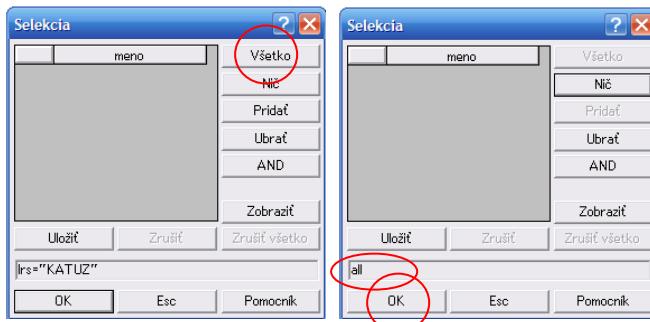 Selekcia
meno
Všetko
Nič
Pridať
Ubrať
AND
Zobraziť
Uložiť Zrušiť Zrušiť všetko
lrs="KATUZ"
OK Esc Pomocník
Selekcia
meno
Všetko
Nič
Pridať
Ubrať
AND
Zobraziť
Uložiť Zrušiť Zrušiť všetko
all
OK Esc Pomocník